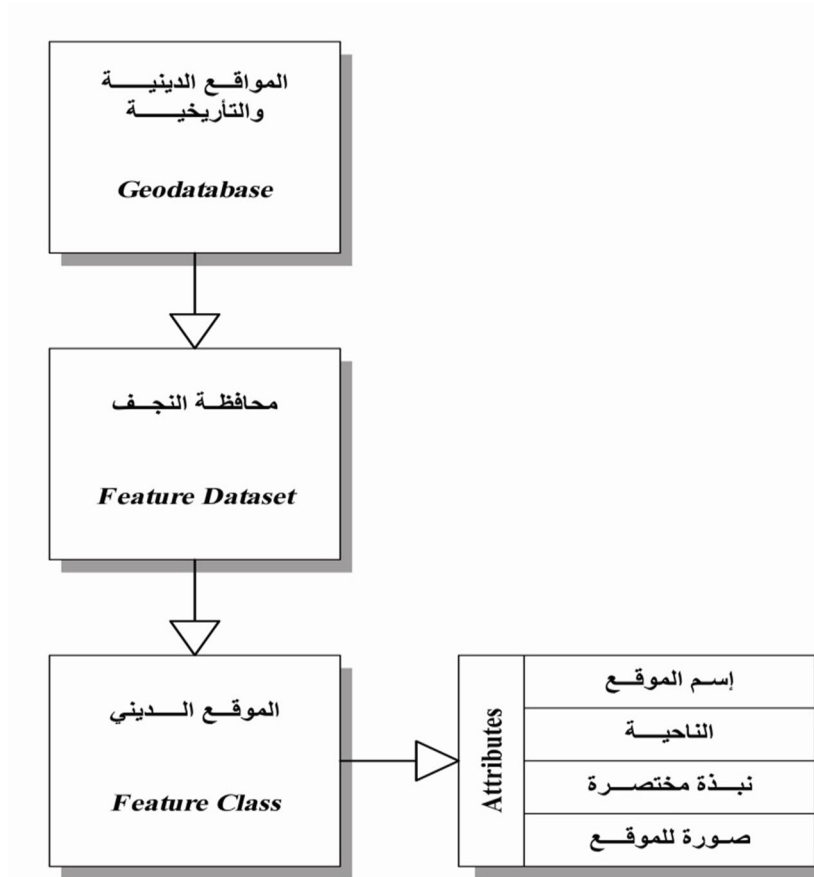 المواقع الدينية
والتأريخية
Geodatabase
محافظة النجف
Feature Dataset
الموقع الديني
Feature Class
Attributes
إسم الموقع
الناحية
نبذة مختصرة
صورة للموقع